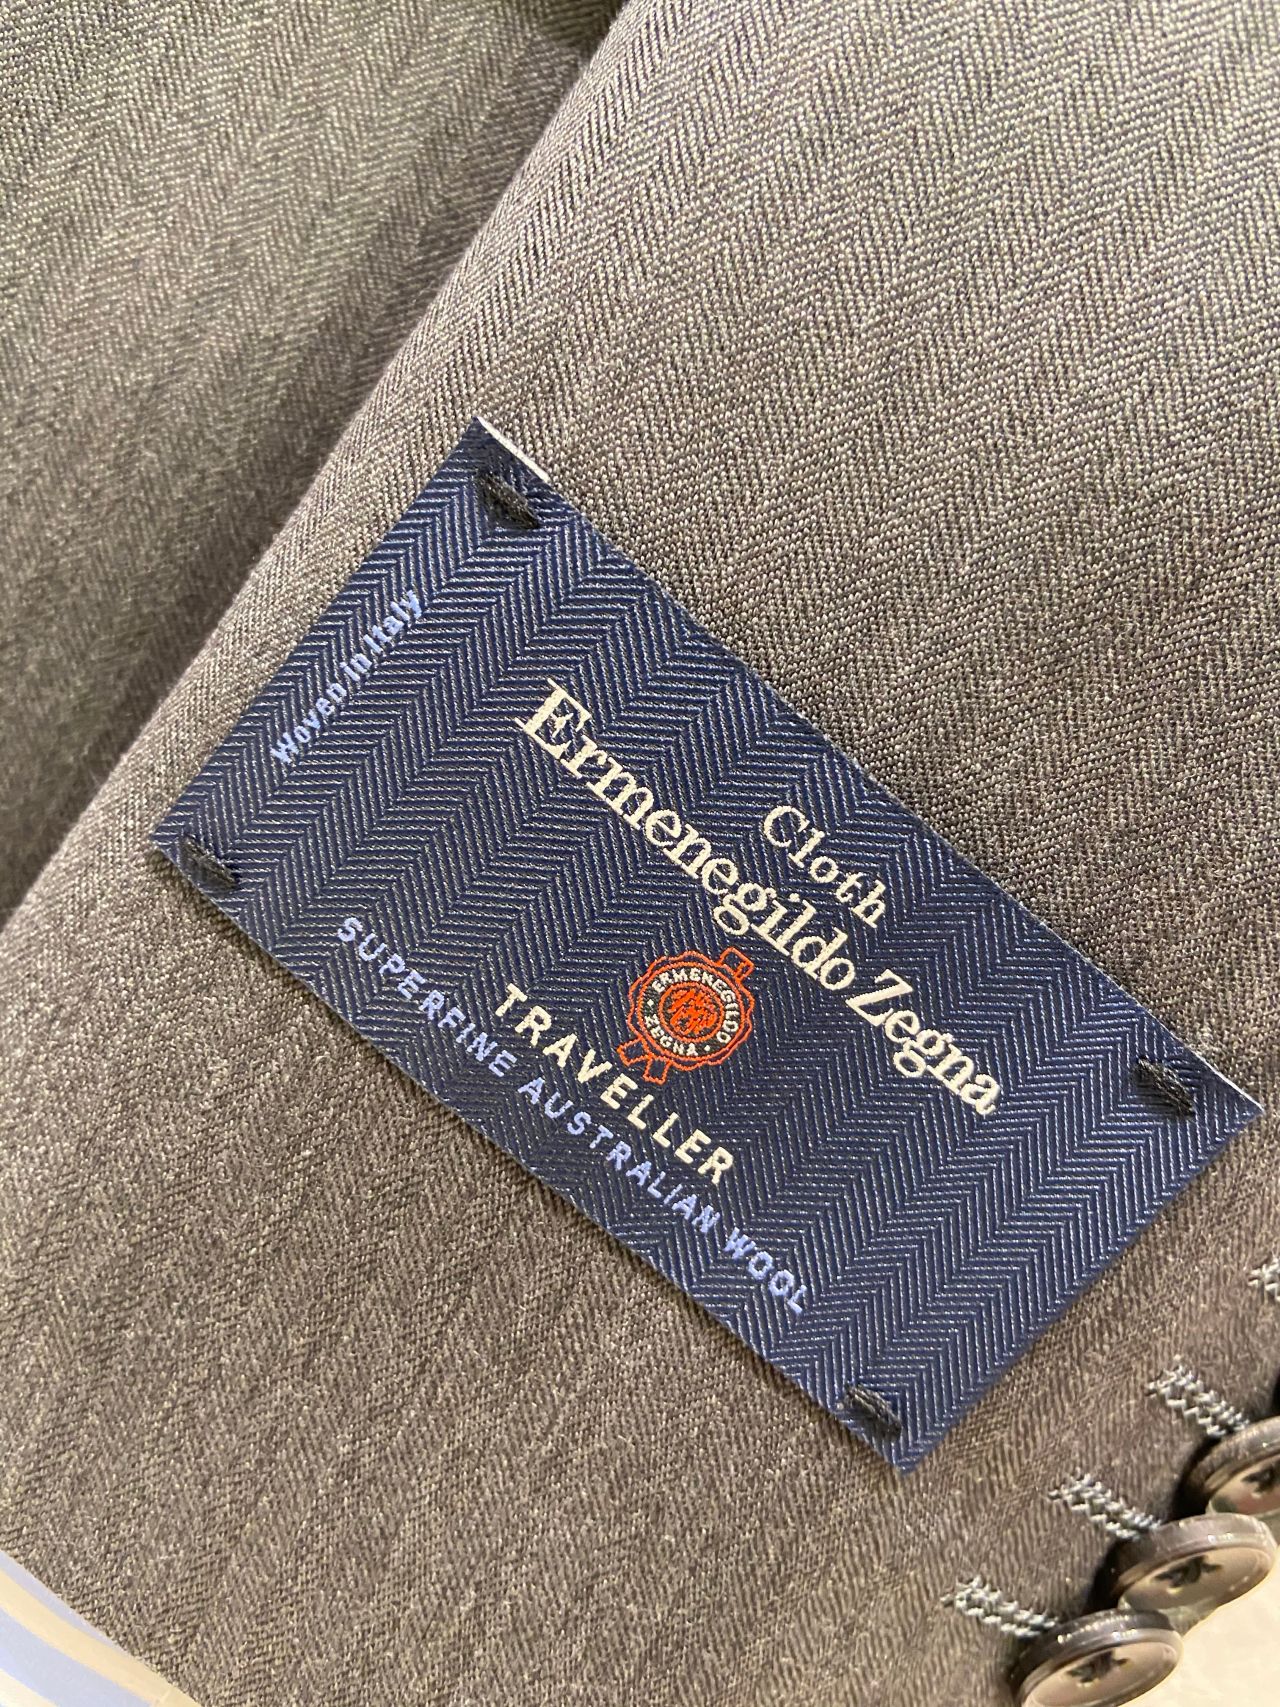 Woven in Italy
Cloth
Ermenegildo Zegna
ERMENEGILDO
ZEGNA
TRAVELLER
SUPERFINE AUSTRALIAN WOOL